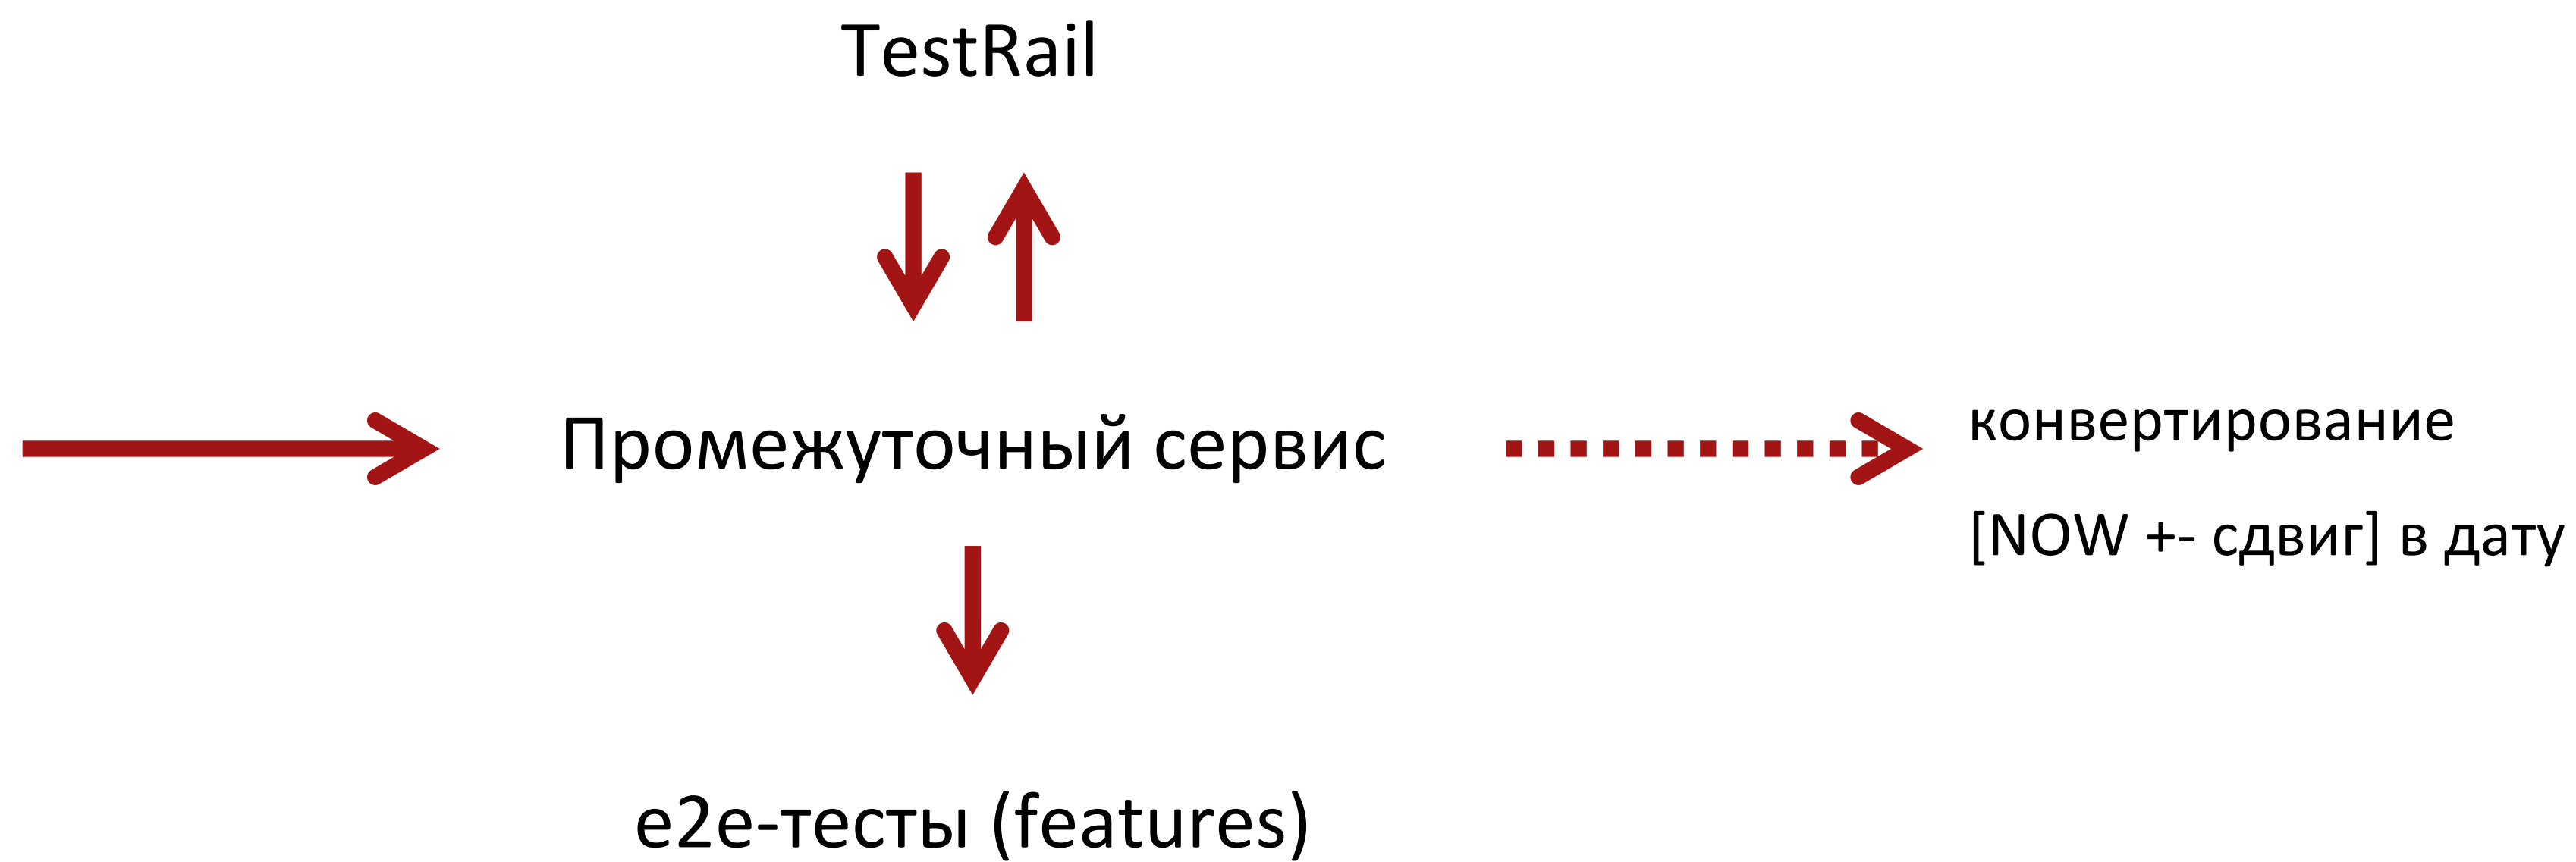 TestRail
Промежуточный сервис
конвертирование
[NOW +- сдвиг] в дату
e2e-тесты (features)